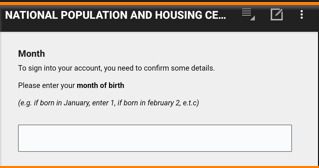 NATIONAL POPULATION AND HOUSING CE...
Month
To sign into your account, you need to confirm some details.
Please enter your month of birth
(e.g. if born in January, enter 1, if born in february 2, e.t.c)